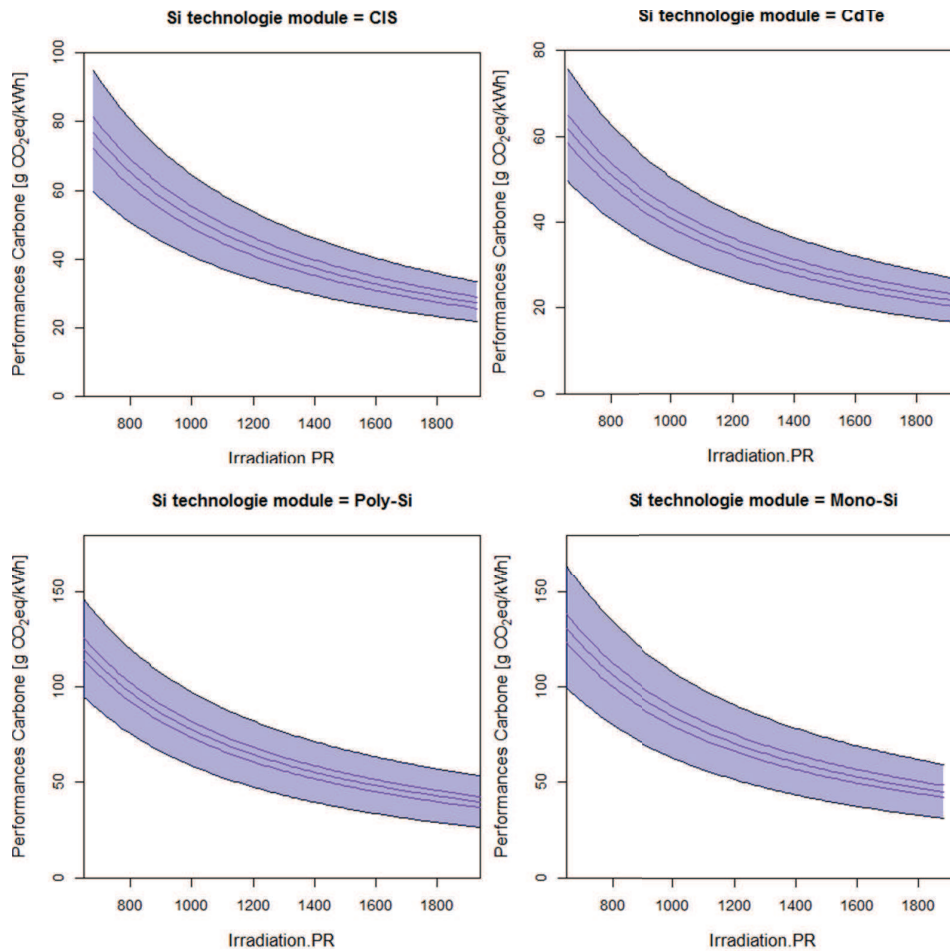 Si technologie module = CIS
Performances Carbone [g CO2eq/kWh]
100
80
60
40
20
0
800 1000 1200 1400 1600 1800
Irradiation.PR
Si technologie module = CdTe
Performances Carbone [g CO2eq/kWh]
80
60
40
20
0
800 1000 1200 1400 1600 1800
Irradiation.PR
Si technologie module = Poly-Si
Performances Carbone [g CO2eq/kWh]
150
100
50
0
800 1000 1200 1400 1600 1800
Irradiation.PR
Si technologie module = Mono-Si
Performances Carbone [g CO2eq/kWh]
150
100
50
0
800 1000 1200 1400 1600 1800
Irradiation.PR